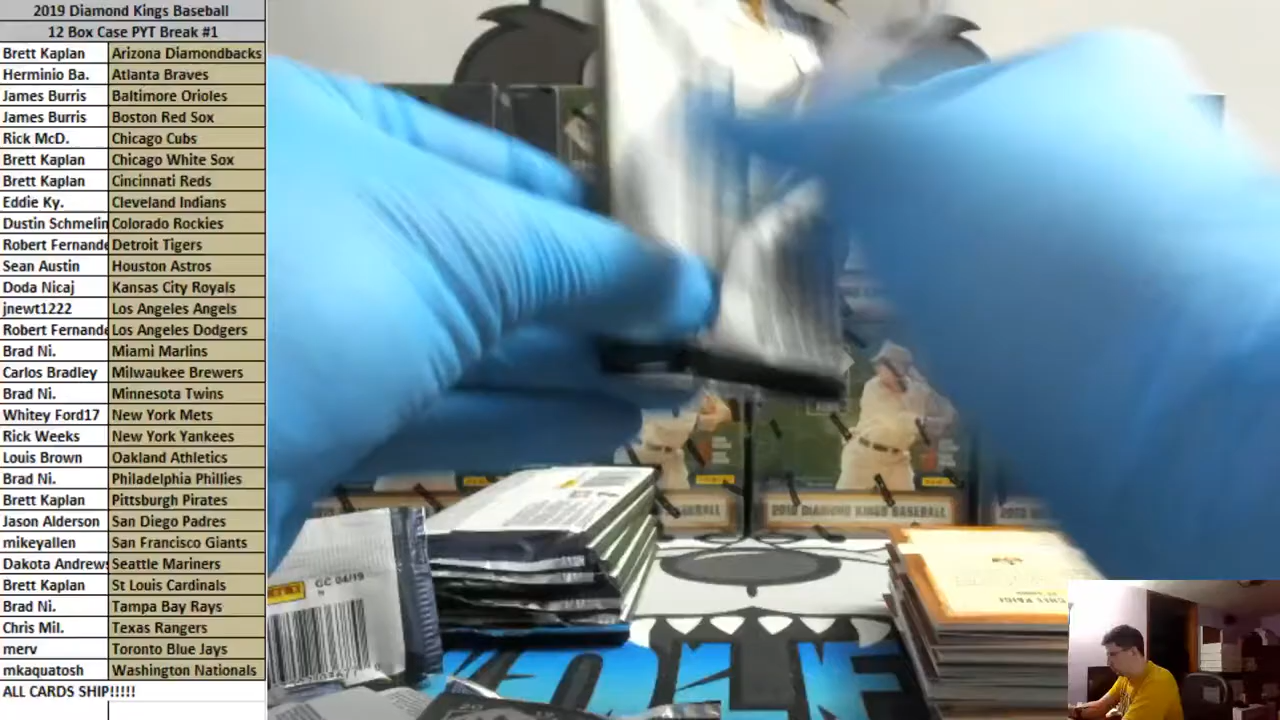 2019 Diamond Kings Baseball
12 Box Case PYT Break #1
Brett Kaplan Arizona Diamondbacks
Herminio Ba. Atlanta Braves
James Burris Baltimore Orioles
James Burris Boston Red Sox
Rick McD. Chicago Cubs
Brett Kaplan Chicago White Sox
Brett Kaplan Cincinnati Reds
Eddie Ky. Cleveland Indians
Dustin Schmelin Colorado Rockies
Robert Fernande Detroit Tigers
Sean Austin Houston Astros
Doda Nicaj Kansas City Royals
jnewt1222 Los Angeles Angels
Robert Fernande Los Angeles Dodgers
Brad Ni. Miami Marlins
Carlos Bradley Milwaukee Brewers
Brad Ni. Minnesota Twins
Whitey Ford17 New York Mets
Rick Weeks New York Yankees
Louis Brown Oakland Athletics
Brad Ni. Philadelphia Phillies
Brett Kaplan Pittsburgh Pirates
Jason Alderson San Diego Padres
mikeyallen San Francisco Giants
Dakota Andrews Seattle Mariners
Brett Kaplan St Louis Cardinals
Brad Ni. Tampa Bay Rays
Chris Mil. Texas Rangers
merv Toronto Blue Jays
mkaquatosh Washington Nationals
ALL CARDS SHIP!!!!!
2019 DIAMOND KINGS BASEBALL
GC 04/19